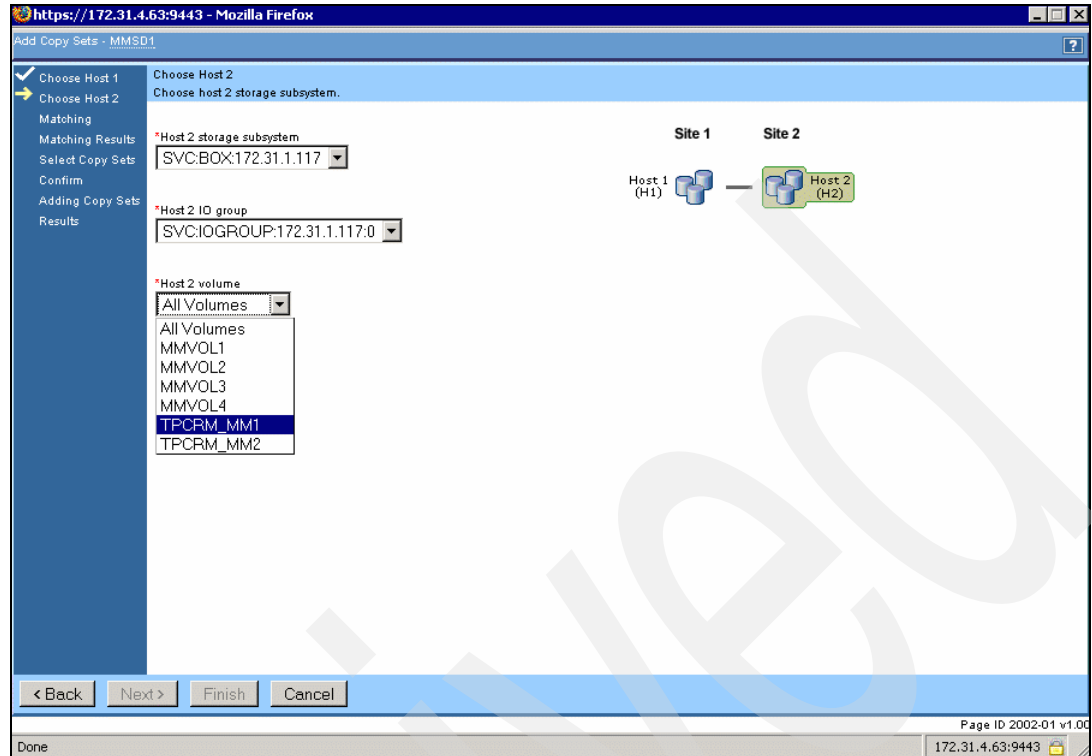 https://172.31.4.63:9443 - Mozilla Firefox
Add Copy Sets - MMSD1
?
Choose Host 1
Choose Host 2
Matching
Matching Results
Select Copy Sets
Confirm
Adding Copy Sets
Results
Choose Host 2
Choose host 2 storage subsystem.
*Host 2 storage subsystem
SVC:BOX:172.31.1.117
*Host 2 IO group
SVC:IOGROUP:172.31.1.117:0
*Host 2 volume
All Volumes
All Volumes
MMVOL1
MMVOL2
MMVOL3
MMVOL4
TPCRM_MM1
TPCRM_MM2
Site 1 Site 2
Host 1 (H1)
Host 2 (H2)
< Back Next > Finish Cancel
Page ID 2002-01 v1.00
Done 172.31.4.63:9443